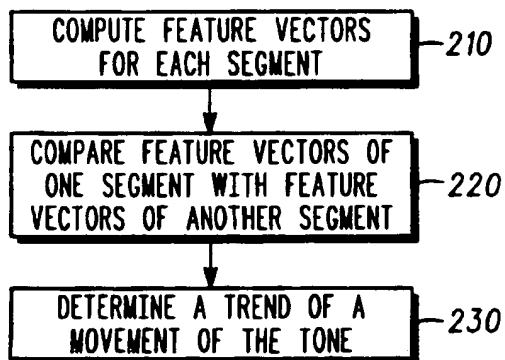 COMPUTE FEATURE VECTORS
FOR EACH SEGMENT
210
COMPARE FEATURE VECTORS OF
ONE SEGMENT WITH FEATURE
VECTORS OF ANOTHER SEGMENT
220
DETERMINE A TREND OF A
MOVEMENT OF THE TONE
230